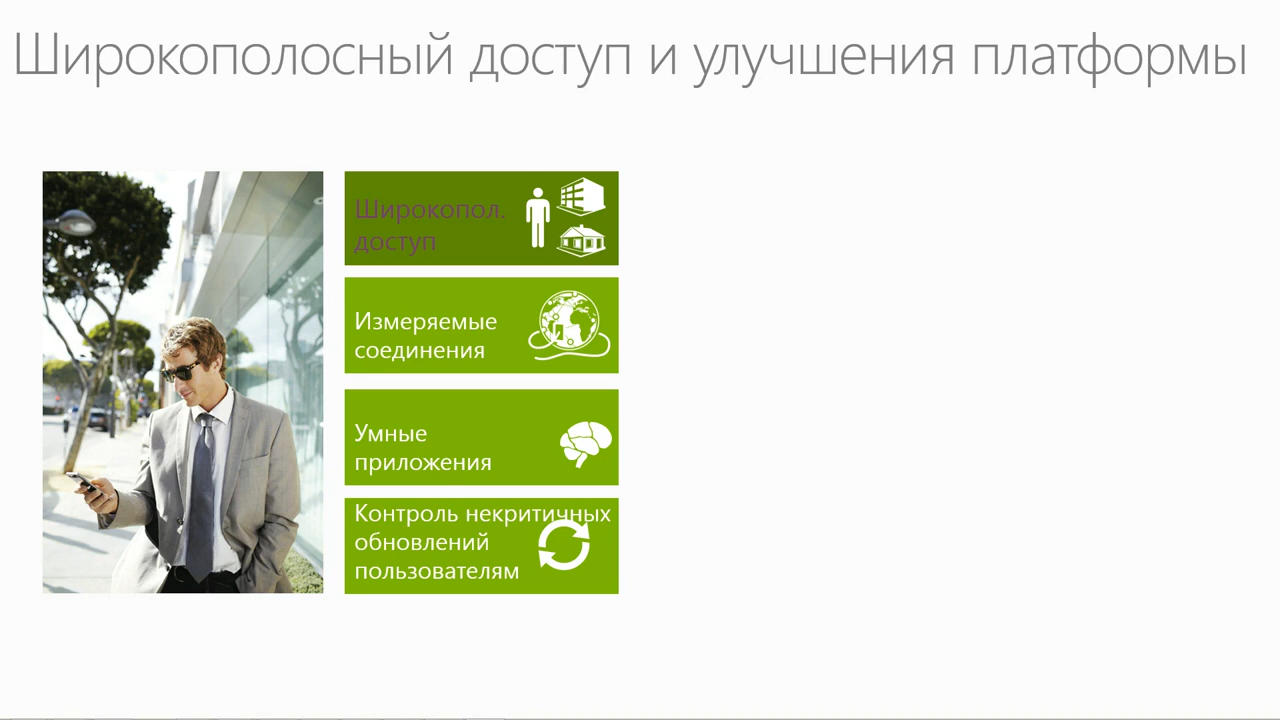 Широкополосный доступ и улучшения платформы
Широкопол.
доступ
Измеряемые
соединения
Умные
приложения
Контроль некритичных
обновлений
пользователям